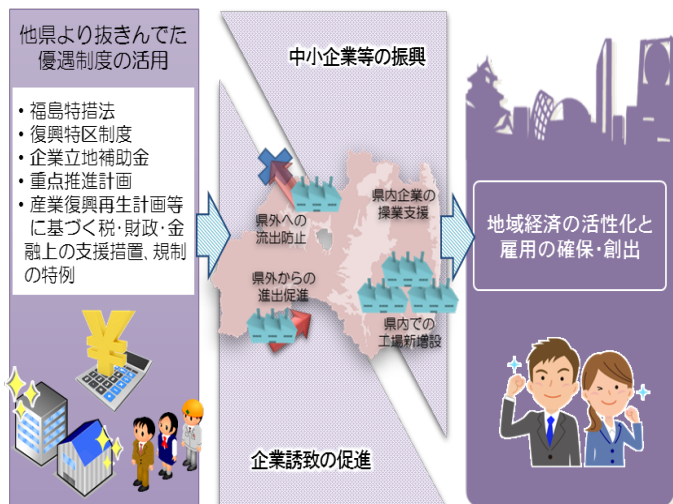 他県より抜きんでた
優遇制度の活用
・福島特措法
・復興特区制度
・企業立地補助金
・重点推進計画
・産業復興再生計画等
に基づく税・財政・金
融上の支援措置、規制
の特例
中小企業等の振興
県外への
流出防止
県内企業の
操業支援
県外からの
進出促進
県内での
工場新増設
企業誘致の促進
地域経済の活性化と
雇用の確保・創出